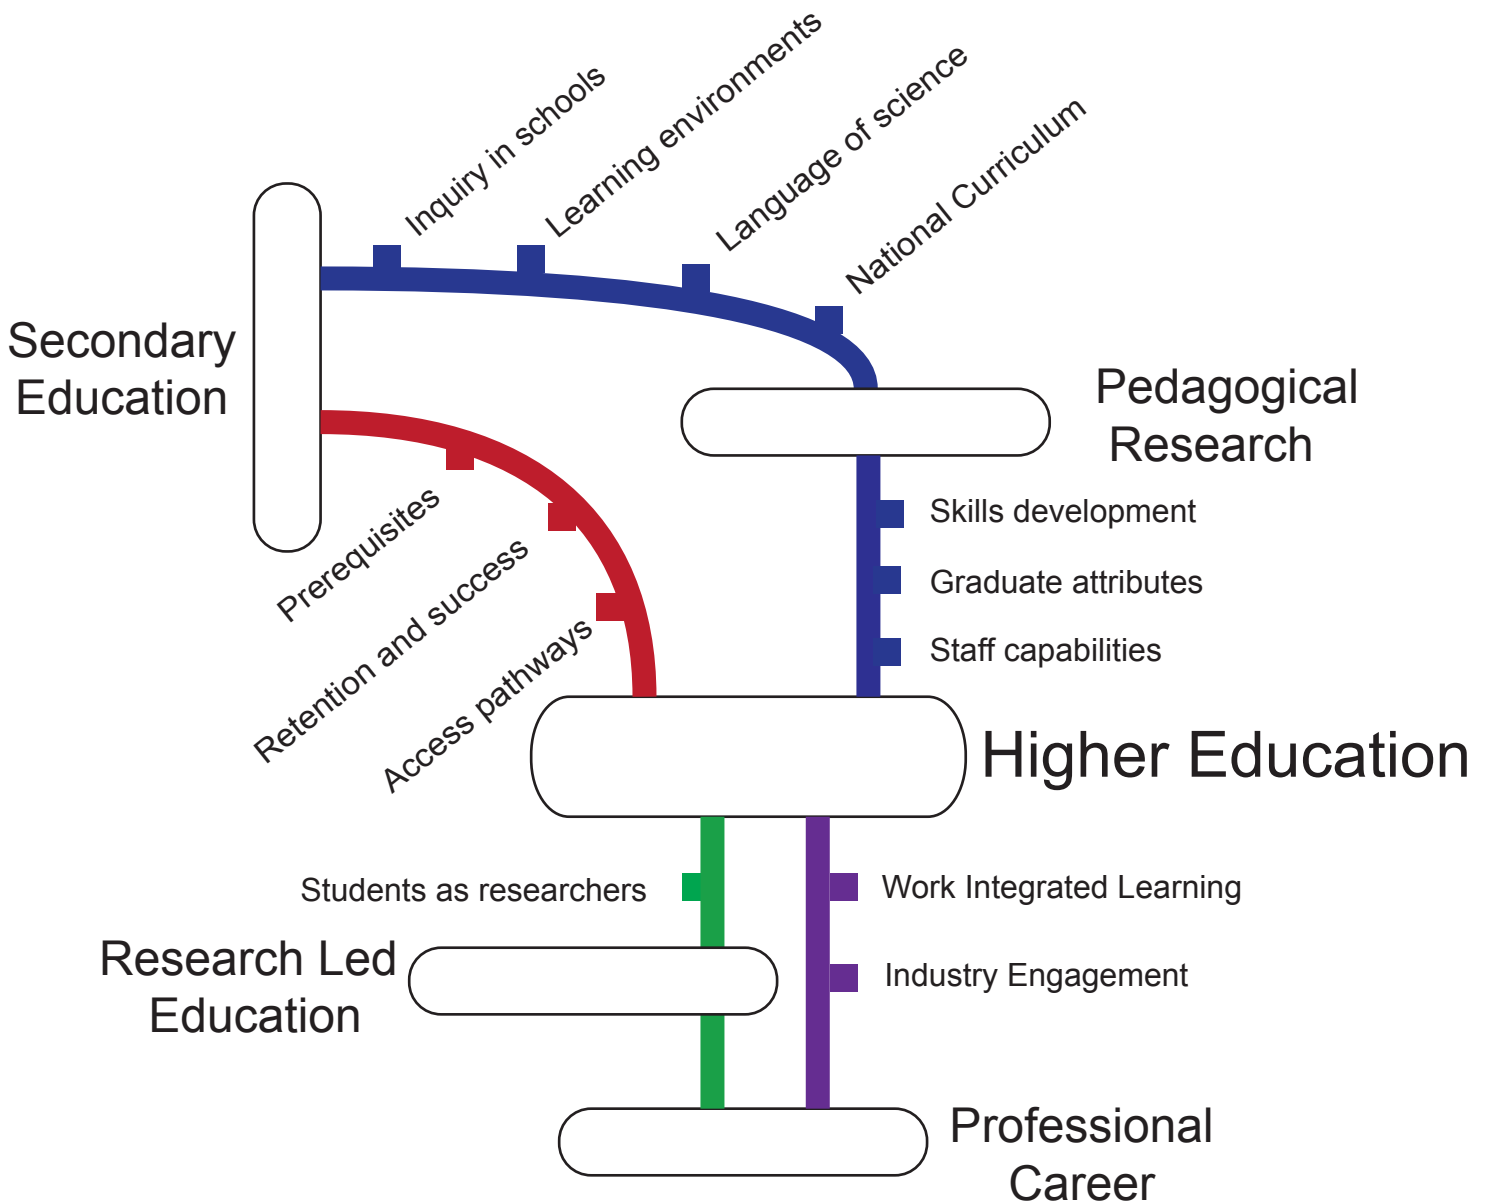 Inquiry in schools
Learning environments
Language of science
National Curriculum
Secondary
Education
Pedagogical
Research
Prerequisites
Retention and success
Access pathways
Skills development
Graduate attributes
Staff capabilities
Higher Education
Students as researchers
Work Integrated Learning
Research Led
Education
Industry Engagement
Professional
Career